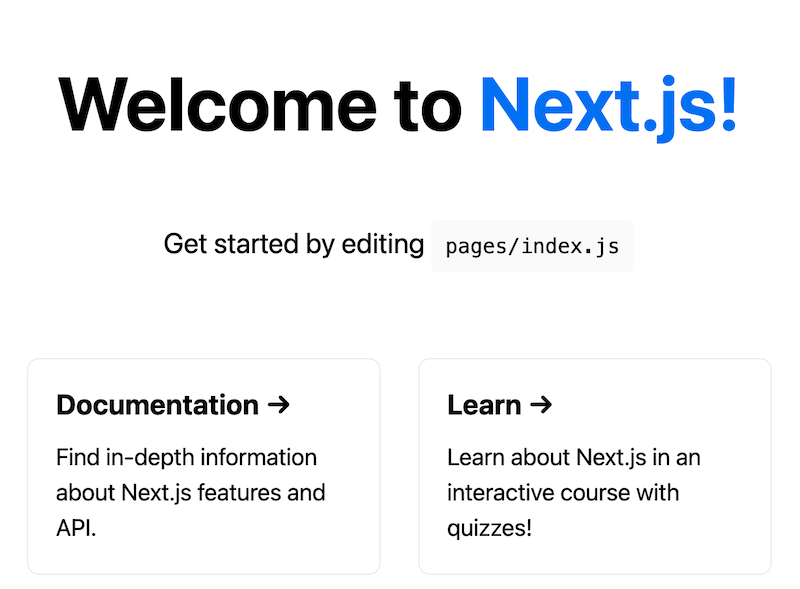 Welcome to Next.js!
Get started by editing pages/index.js
Documentation →
Find in-depth information
about Next.js features and
API.
Learn →
Learn about Next.js in an
interactive course with
quizzes!